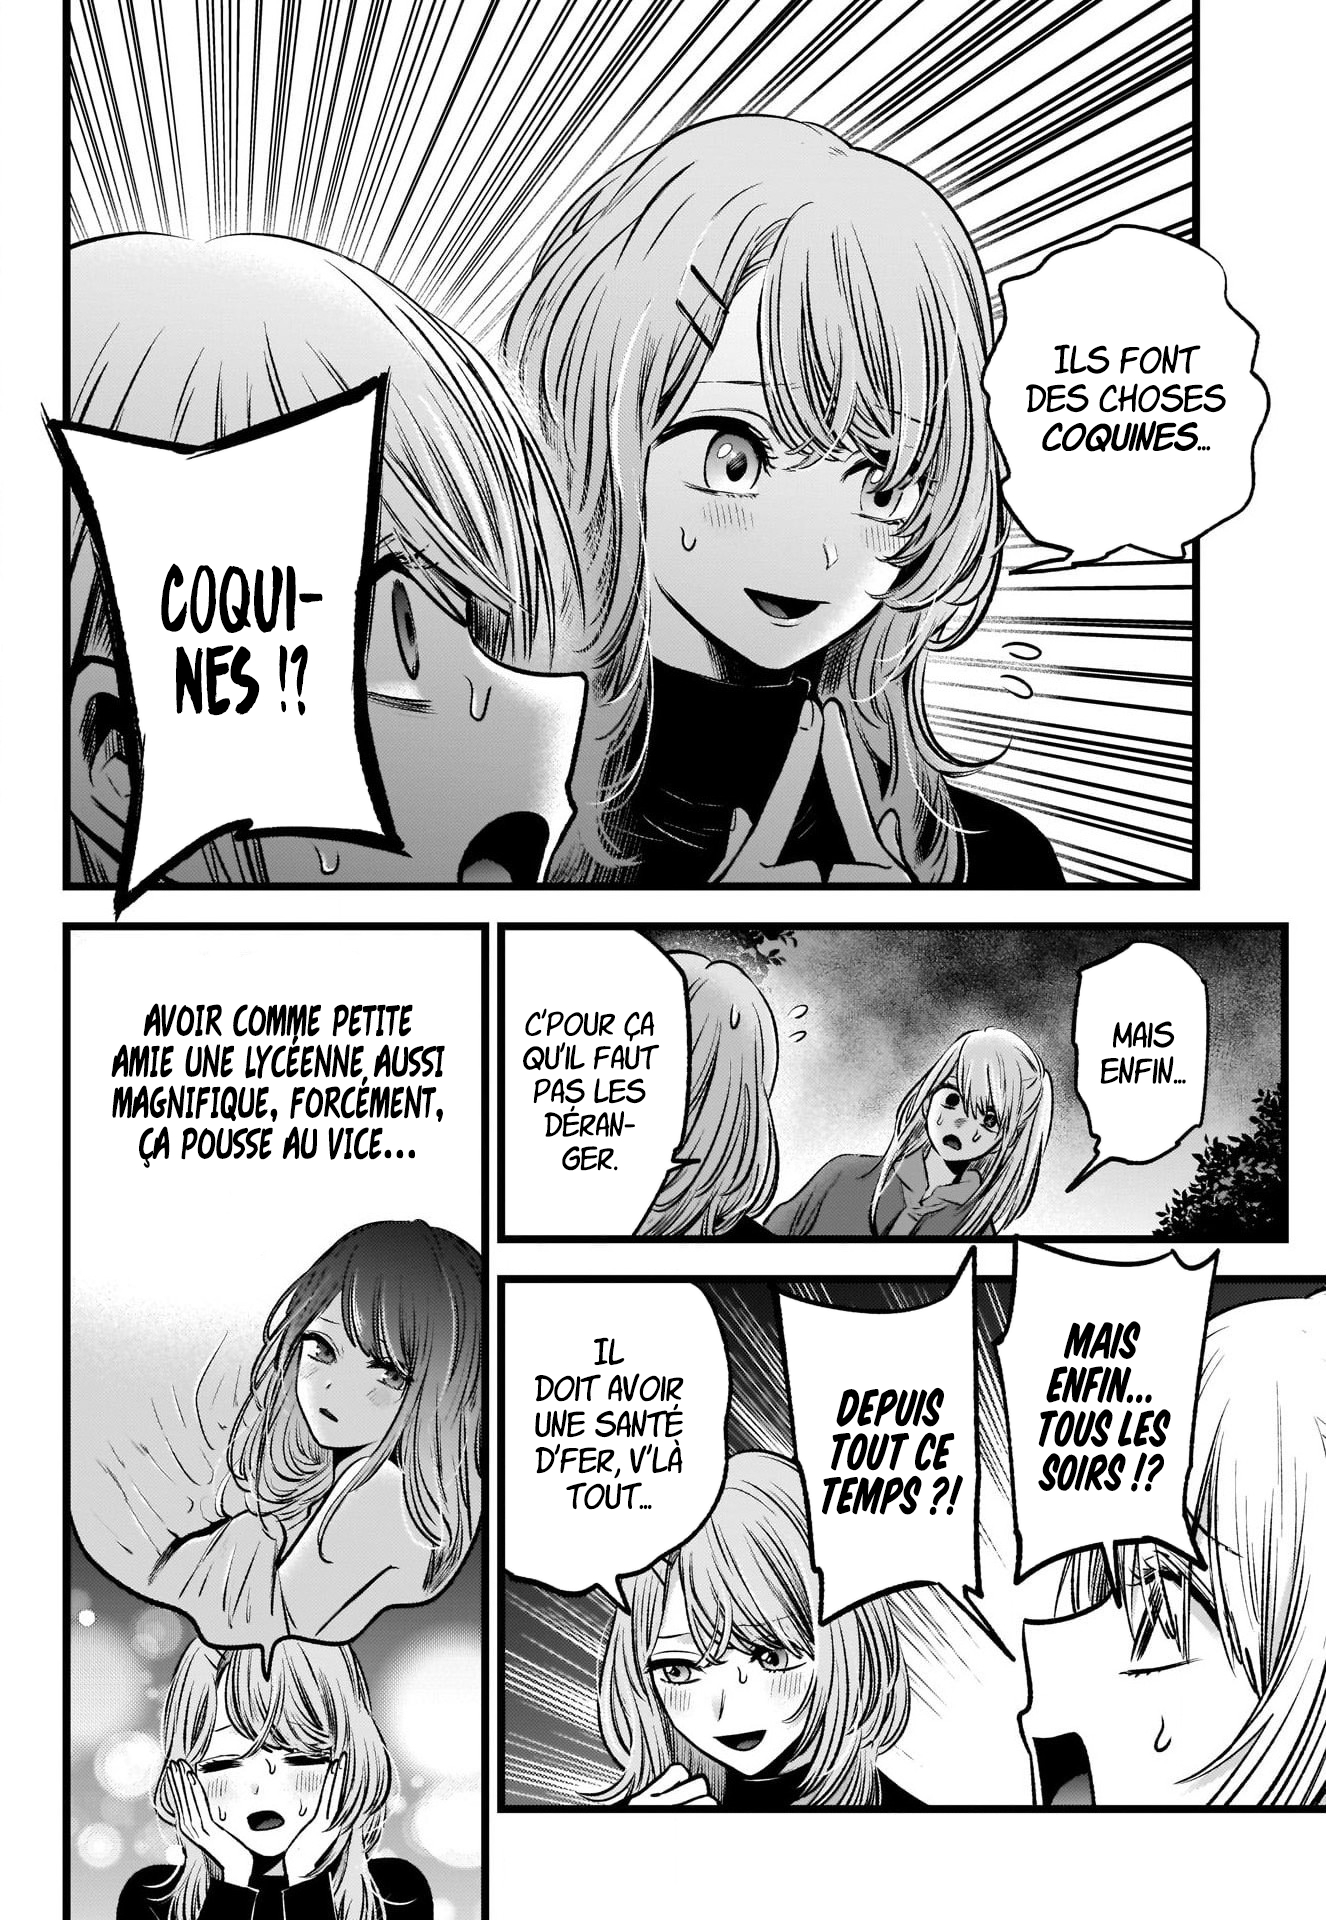 ILS FONT
DES CHOSES
COQUINES...
COQUI-
NES !?
MAIS
ENFIN...
C'POUR ÇA
QU'IL FAUT
PAS LES
DÉRAN-
GER.
MAIS
ENFIN...
TOUS LES
SOIRS !?
DEPUIS
TOUT CE
TEMPS ?!
IL
DOIT AVOIR
UNE SANTÉ
D'FER, V'LÀ
TOUT...
AVOIR COMME PETITE
AMIE UNE LYCÉENNE AUSSI
MAGNIFIQUE, FORCÉMENT,
ÇA POUSSE AU VICE...